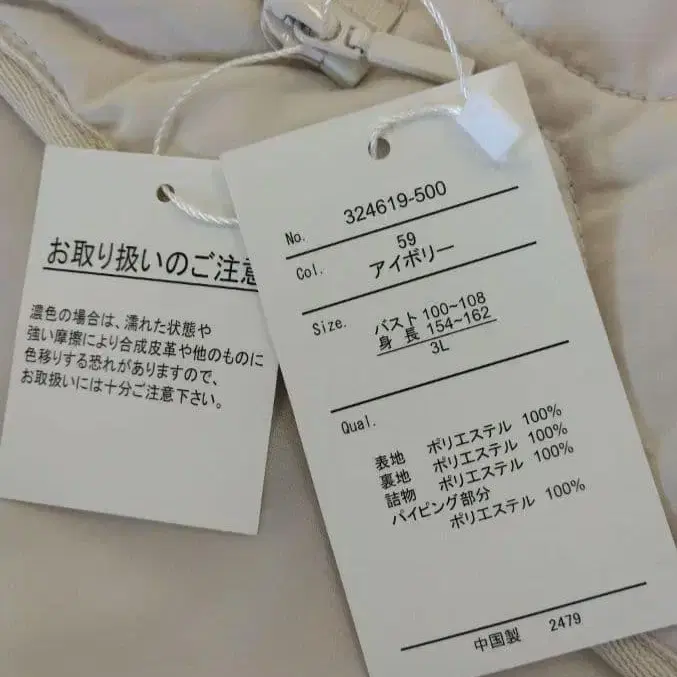 お取り扱いのご注意
濃色の場合は、濡れた状態や
強い摩擦により合成皮革や他のものに
色移りする恐れがありますので、
お取扱いには十分ご注意下さい。
No. 324619-500
Col. 59
アイボリー
Size. バスト 100~108
身長 154~162
3L
Qual.
表地 ポリエステル 100%
裏地 ポリエステル 100%
詰物 ポリエステル 100%
パイピング部分
ポリエステル 100%
中国製 2479